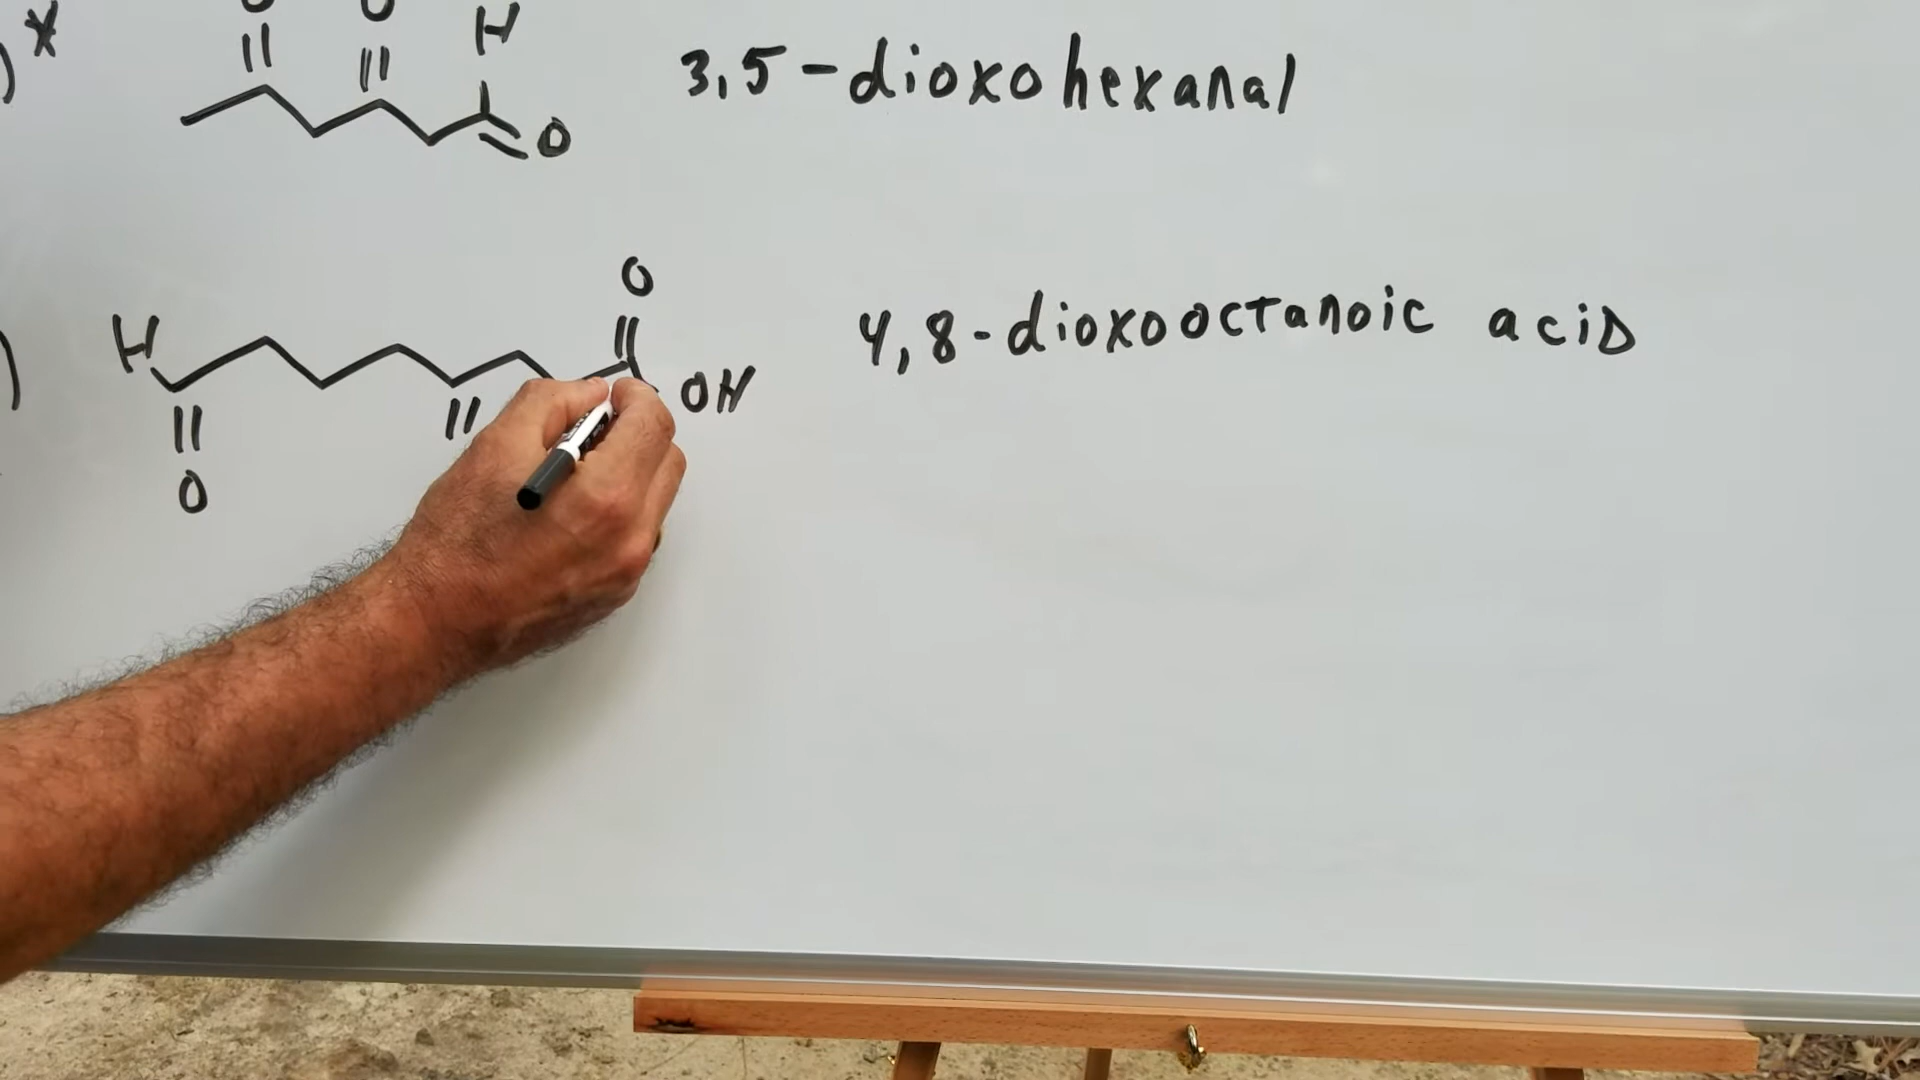 )*
O O H
O
3,5-dioxohexanal
O
H
)
OH
O
4,8-dioxooctanoic aciD